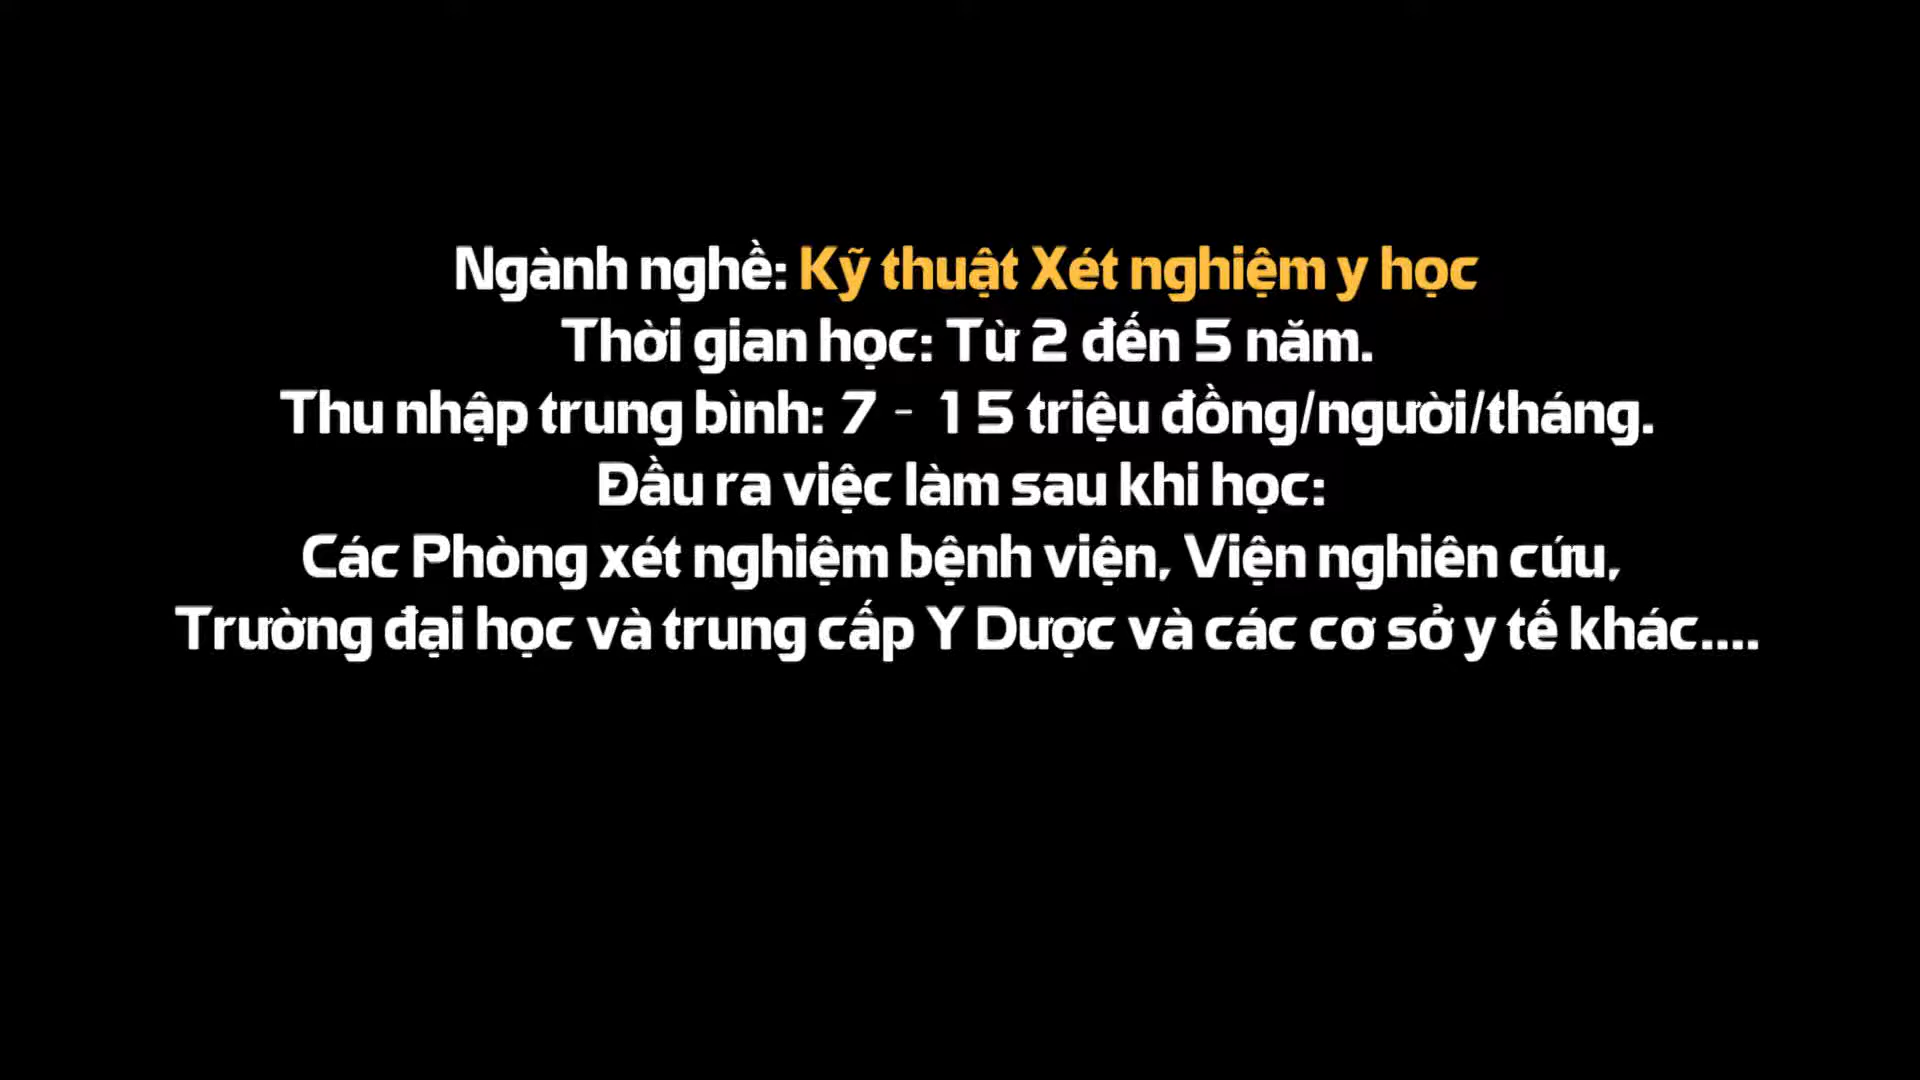 Ngành nghề: Kỹ thuật Xét nghiệm y học
Thời gian học: Từ 2 đến 5 năm.
Thu nhập trung bình: 7 - 15 triệu đồng/người/tháng.
Đầu ra việc làm sau khi học:
Các Phòng xét nghiệm bệnh viện, Viện nghiên cứu,
Trường đại học và trung cấp Y Dược và các cơ sở y tế khác....